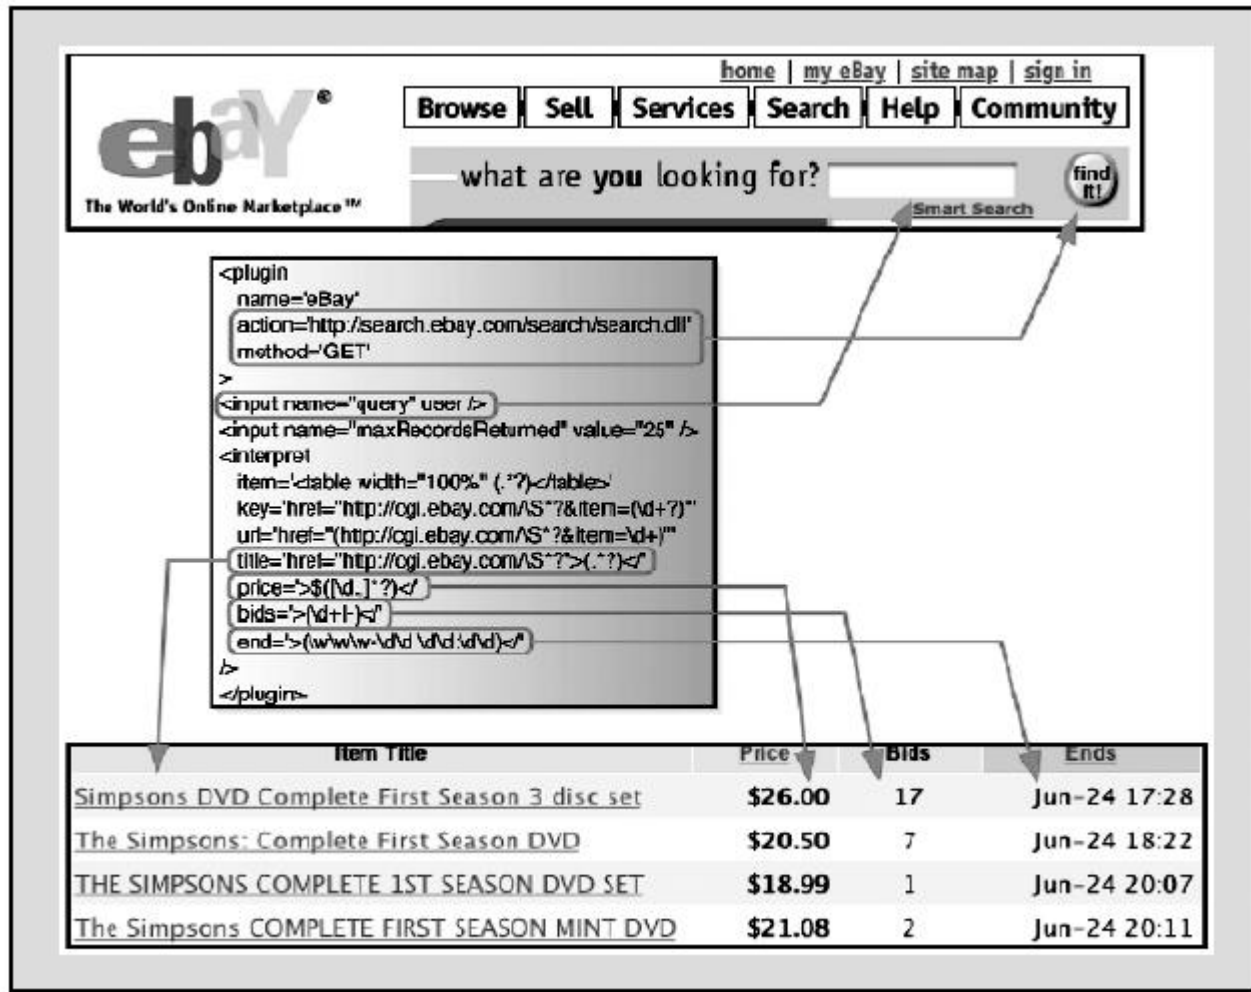 home | my eBay | site map | sign in
ebaY®
Browse Sell Services Search Help Community
what are you looking for? find it!
The World's Online Marketplace ™
Smart Search
<plugin
name='eBay'
action='http://search.ebay.com/search/search.dll'
method='GET'
>
<input name="query" user />
<input name="maxRecordsReturned" value="25" />
<interpret
item='<table width="100%" (.*?)</table>'
key='href="http://cgi.ebay.com/\S*?&item=(\d+?)"'
url='href="(http://cgi.ebay.com/\S*?&item=\d+)"'
title='href="http://cgi.ebay.com/\S*?">(.*?)</'
price='>$([\d.,]*?)</'
bids='>(\d+|-)</'
end='>(\w\w\w-\d\d \d\d:\d\d)</'
/>
</plugin>
Item Title Price Bids Ends
Simpsons DVD Complete First Season 3 disc set $26.00 17 Jun-24 17:28
The Simpsons: Complete First Season DVD $20.50 7 Jun-24 18:22
THE SIMPSONS COMPLETE 1ST SEASON DVD SET $18.99 1 Jun-24 20:07
The Simpsons COMPLETE FIRST SEASON MINT DVD $21.08 2 Jun-24 20:11